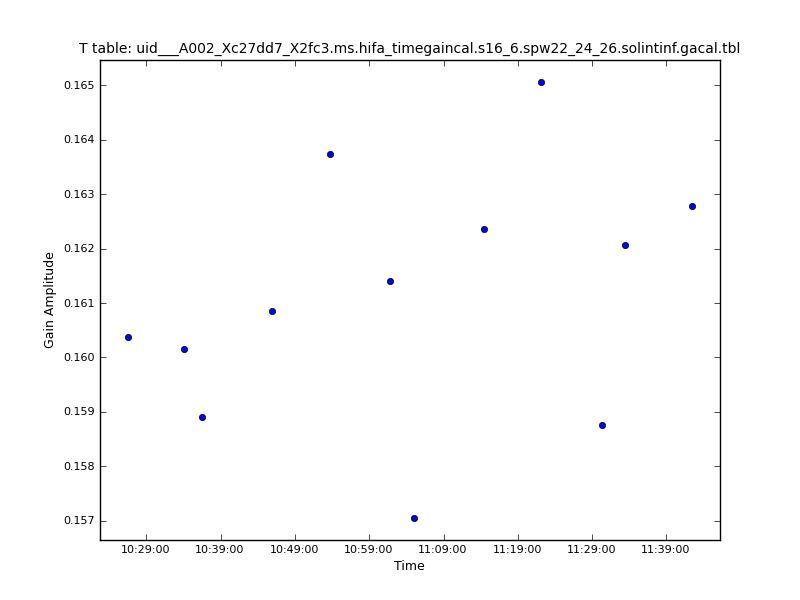 T table: uid___A002_Xc27dd7_X2fc3.ms.hifa_timegaincal.s16_6.spw22_24_26.solintinf.gacal.tbl
0.165
0.164
0.163
0.162
0.161
0.160
0.159
0.158
0.157
Gain Amplitude
10:29:00 10:39:00 10:49:00 10:59:00 11:09:00 11:19:00 11:29:00 11:39:00
Time